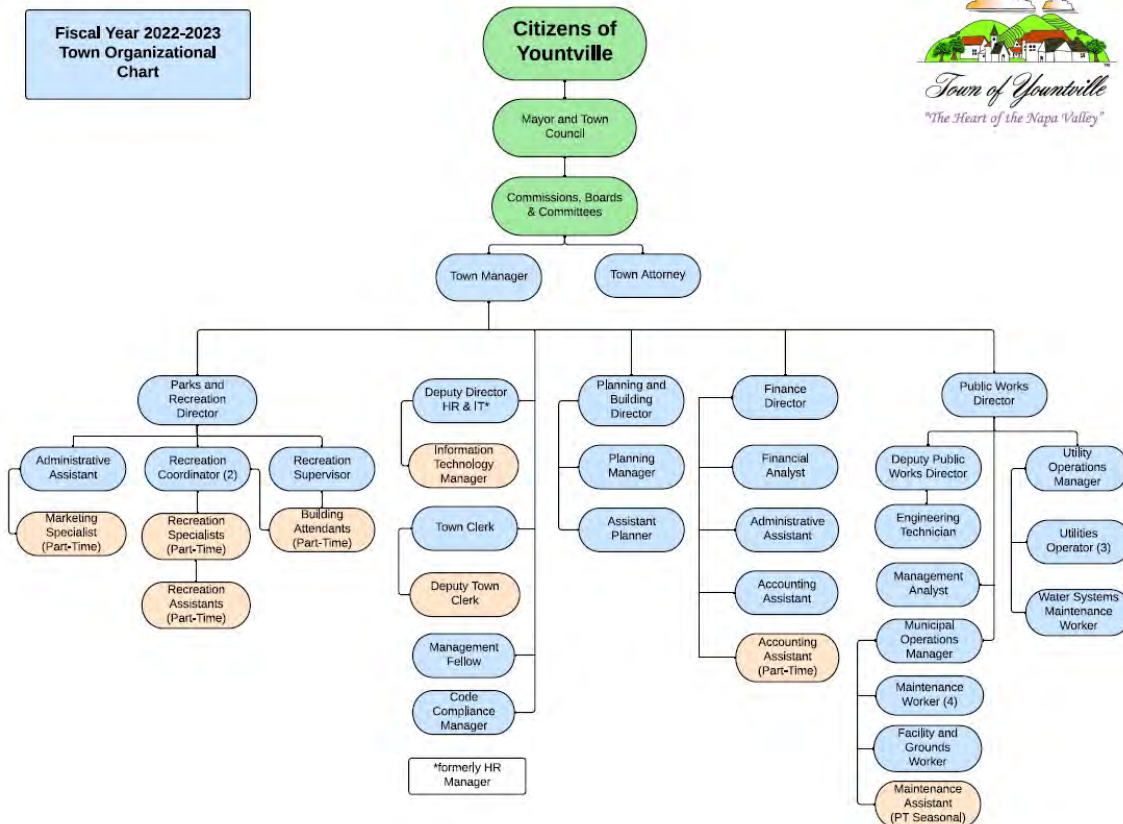 Fiscal Year 2022-2023
Town Organizational
Chart
Citizens of
Yountville
Town of Yountville
"The Heart of the Napa Valley"
Mayor and Town
Council
Commissions, Boards
& Committees
Town Manager
Town Attorney
Parks and
Recreation
Director
Administrative
Assistant
Recreation
Coordinator (2)
Recreation
Supervisor
Marketing
Specialist
(Part-Time)
Recreation
Specialists
(Part-Time)
Building
Attendants
(Part-Time)
Recreation
Assistants
(Part-Time)
Deputy Director
HR & IT*
Information
Technology
Manager
Town Clerk
Deputy Town
Clerk
Management
Fellow
Code
Compliance
Manager
*formerly HR
Manager
Planning and
Building
Director
Planning
Manager
Assistant
Planner
Finance
Director
Financial
Analyst
Administrative
Assistant
Accounting
Assistant
Accounting
Assistant
(Part-Time)
Public Works
Director
Deputy Public
Works Director
Engineering
Technician
Management
Analyst
Municipal
Operations
Manager
Maintenance
Worker (4)
Facility and
Grounds
Worker
Maintenance
Assistant
(PT Seasonal)
Utility
Operations
Manager
Utilities
Operator (3)
Water Systems
Maintenance
Worker